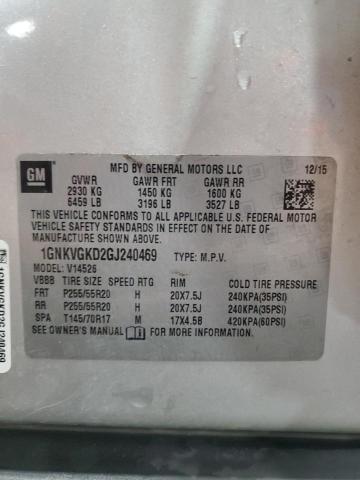 MFD BY GENERAL MOTORS LLC 12/15
GM
GVWR GAWR FRT GAWR RR
2930 KG 1450 KG 1600 KG
6459 LB 3196 LB 3527 LB
THIS VEHICLE CONFORMS TO ALL APPLICABLE U.S. FEDERAL MOTOR
VEHICLE SAFETY STANDARDS IN EFFECT ON THE DATE OF
MANUFACTURE SHOWN ABOVE.
1GNKVGKD2GJ240469 TYPE: M.P.V.
MODEL: V14526
VBBB TIRE SIZE SPEED RTG RIM COLD TIRE PRESSURE
FRT P255/55R20 H 20X7.5J 240KPA(35PSI)
RR P255/55R20 H 20X7.5J 240KPA(35PSI)
SPA T145/70R17 M 17X4.5B 420KPA(60PSI)
SEE OWNER'S MANUAL FOR MORE INFORMATION.
1GNKVGKD2GJ240469